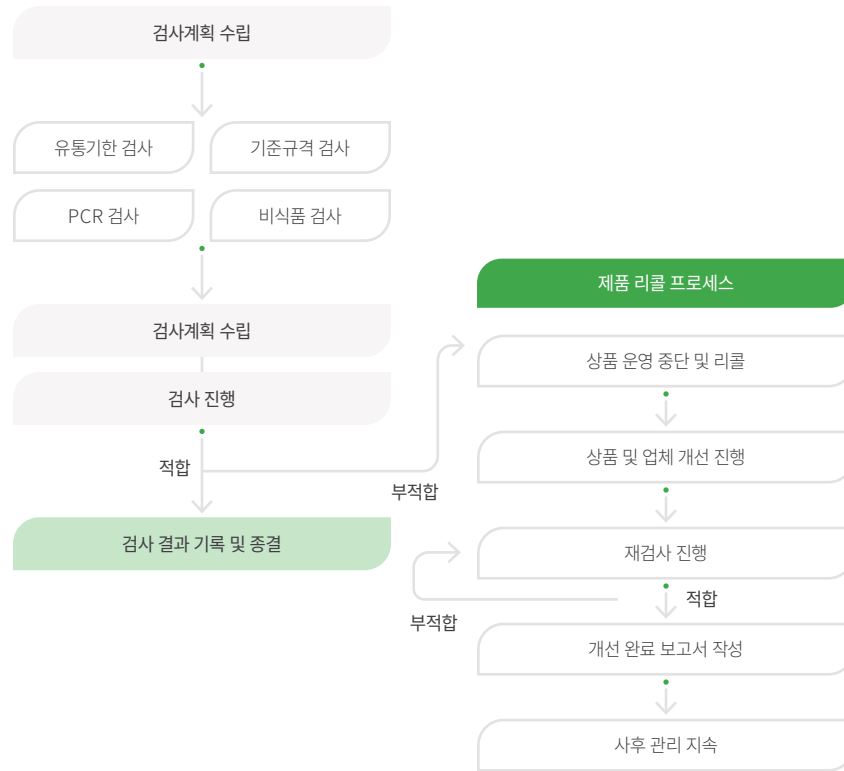 검사계획 수립
유통기한 검사
기준규격 검사
PCR 검사
비식품 검사
검사계획 수립
검사 진행
적합
부적합
검사 결과 기록 및 종결
제품 리콜 프로세스
상품 운영 중단 및 리콜
상품 및 업체 개선 진행
재검사 진행
적합
부적합
개선 완료 보고서 작성
사후 관리 지속